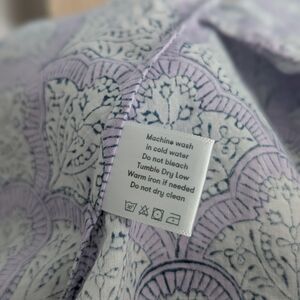 Machine wash
in cold water
Do not bleach
Tumble Dry Low
Warm iron if needed
Do not dry clean